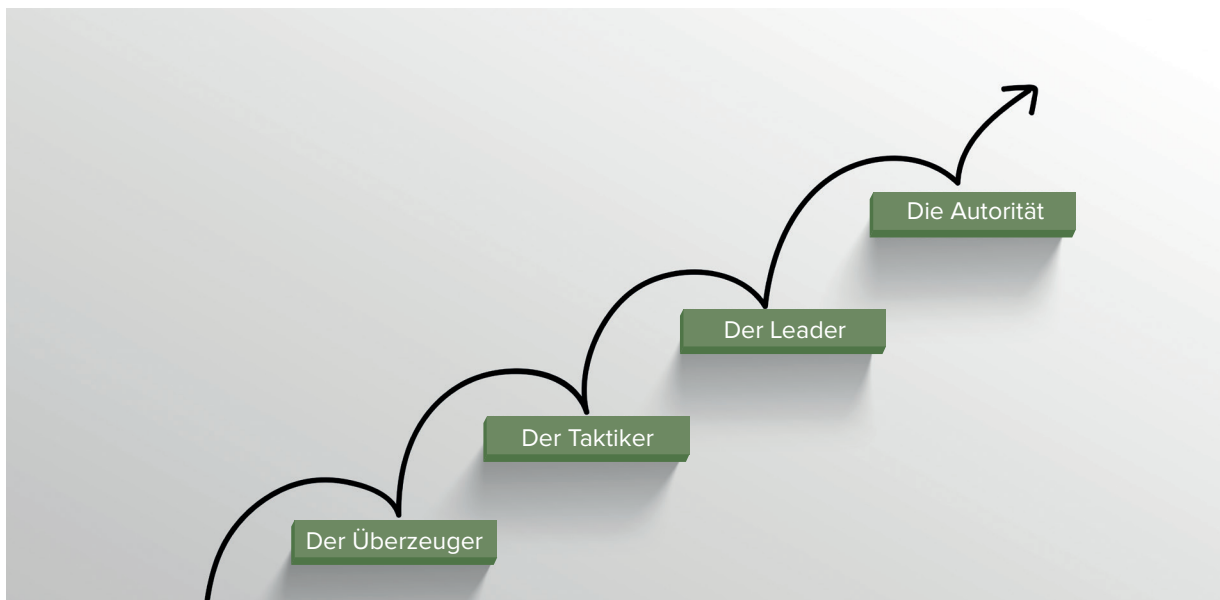 Die Autorität
Der Leader
Der Taktiker
Der Überzeuger